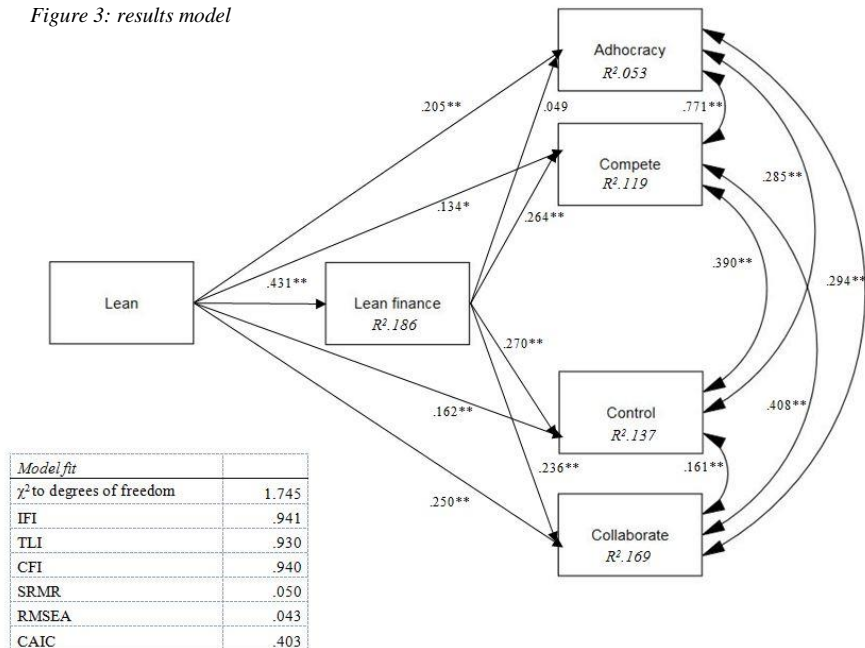 Figure 3: results model
Adhocracy
R².053
.205**
.049
.771**
Compete
R².119
.285**
.134*
.264**
.390**
.431**
.294**
Lean
Lean finance
R².186
.270**
Control
R².137
.408**
.162**
.236**
.161**
.250**
Collaborate
R².169
Model fit
χ² to degrees of freedom 1.745
IFI .941
TLI .930
CFI .940
SRMR .050
RMSEA .043
CAIC .403